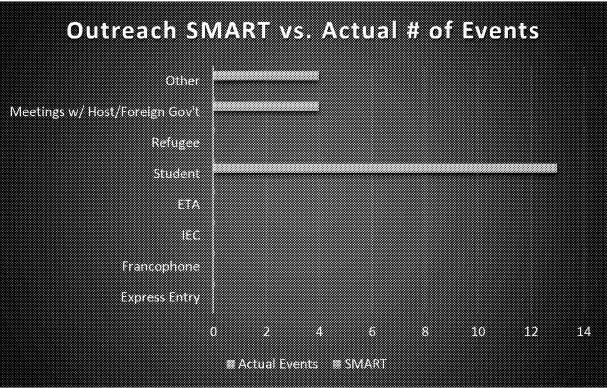 Outreach SMART vs. Actual # of Events
Other
Meetings w/ Host/Foreign Gov't
Refugee
Student
ETA
IEC
Francophone
Express Entry
0 2 4 6 8 10 12 14
Actual Events SMART